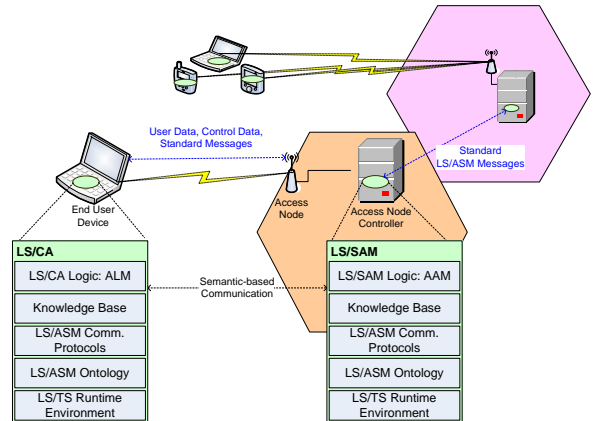 User Data, Control Data,
Standard Messages
Standard
LS/ASM Messages
End User
Device
Access
Node
Access Node
Controller
LS/CA
LS/CA Logic: ALM
Knowledge Base
LS/ASM Comm.
Protocols
LS/ASM Ontology
LS/TS Runtime
Environment
Semantic-based
Communication
LS/SAM
LS/SAM Logic: AAM
Knowledge Base
LS/ASM Comm.
Protocols
LS/ASM Ontology
LS/TS Runtime
Environment